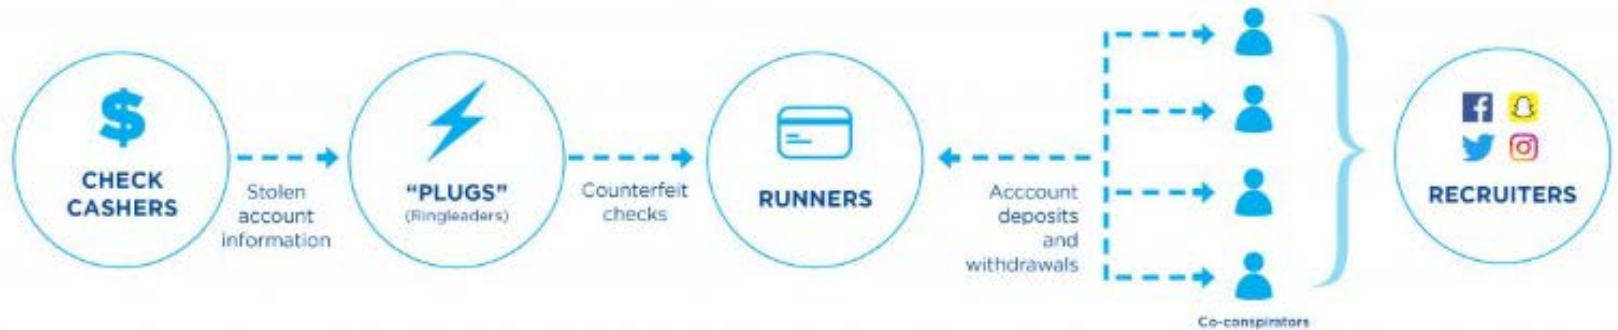 $
CHECK
CASHERS
Stolen
account
information
“PLUGS”
(Ringleaders)
Counterfeit
checks
RUNNERS
Acccount
deposits
and
withdrawals
Co-conspirators
RECRUITERS